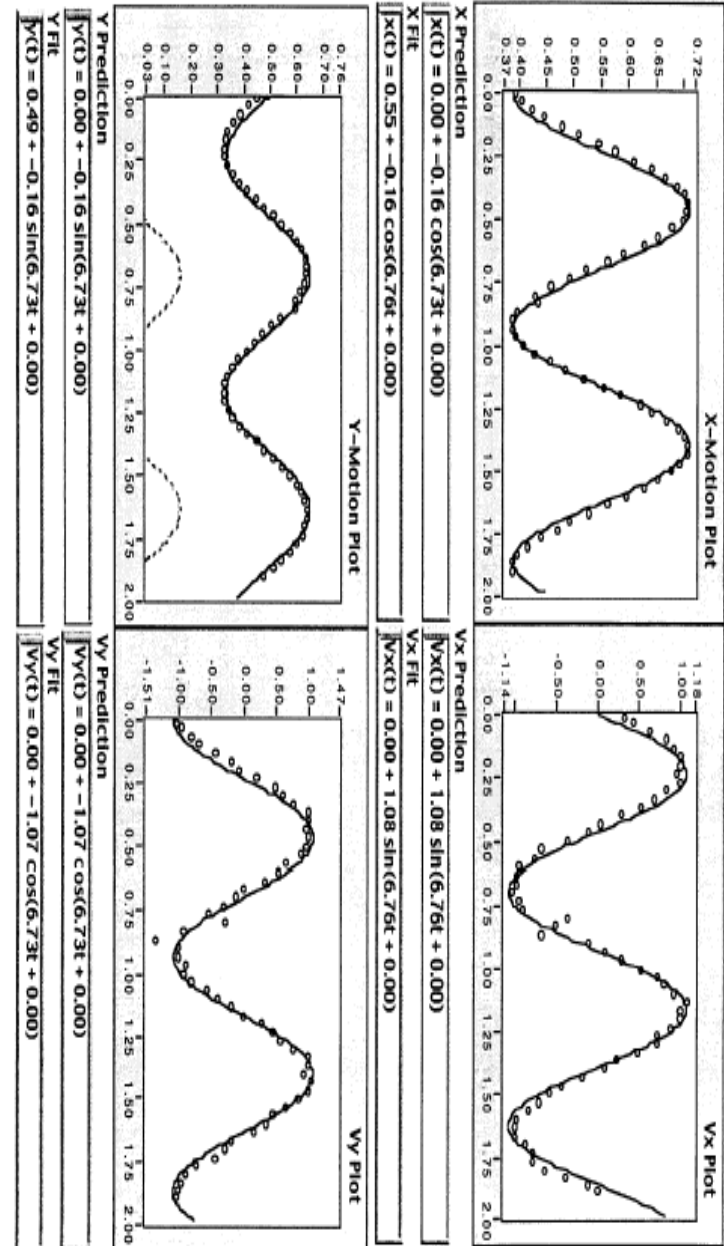 X-Motion Plot
0.72
0.65
0.60
0.55
0.50
0.45
0.40
0.37
0.00 0.25 0.50 0.75 1.00 1.25 1.50 1.75 2.00
X Prediction
x(t) = 0.00 + -0.16 cos(6.73t + 0.00)
X Fit
x(t) = 0.55 + -0.16 cos(6.76t + 0.00)
Vx Plot
1.18
1.00
0.50
0.00
-0.50
-1.14
0.00 0.25 0.50 0.75 1.00 1.25 1.50 1.75 2.00
Vx Prediction
Vx(t) = 0.00 + 1.08 sin(6.76t + 0.00)
Vx Fit
Vx(t) = 0.00 + 1.08 sin(6.76t + 0.00)
Y-Motion Plot
0.76
0.70
0.60
0.50
0.40
0.30
0.20
0.10
0.03
0.00 0.25 0.50 0.75 1.00 1.25 1.50 1.75 2.00
Y Prediction
y(t) = 0.00 + -0.16 sin(6.73t + 0.00)
Y Fit
y(t) = 0.49 + -0.16 sin(6.73t + 0.00)
Vy Plot
1.47
1.00
0.50
0.00
-0.50
-1.00
-1.51
0.00 0.25 0.50 0.75 1.00 1.25 1.50 1.75 2.00
Vy Prediction
Vy(t) = 0.00 + -1.07 cos(6.73t + 0.00)
Vy Fit
Vy(t) = 0.00 + -1.07 cos(6.73t + 0.00)